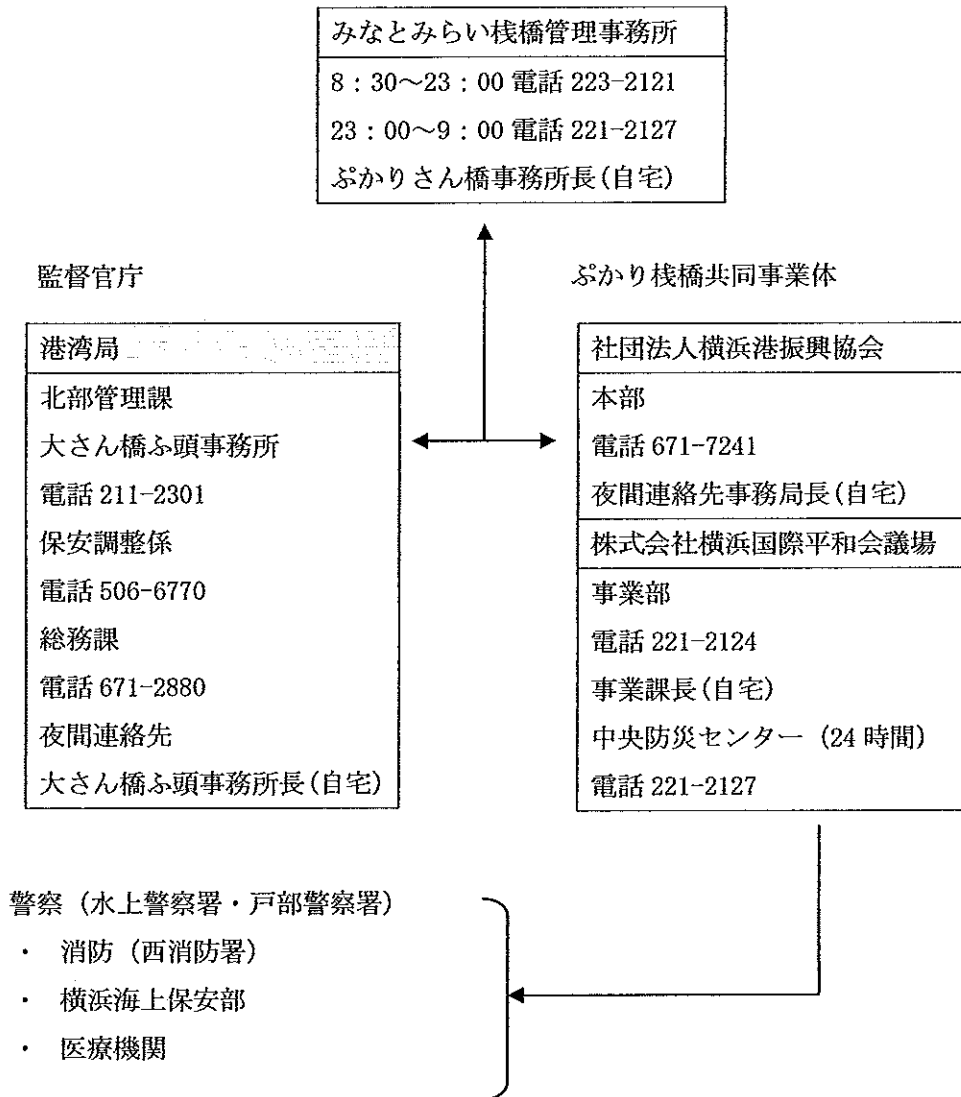 みなとみらい桟橋管理事務所
8：30～23：00 電話 223-2121
23：00～9：00 電話 221-2127
ぷかりさん橋事務所長(自宅)
監督官庁
港湾局
北部管理課
大さん橋ふ頭事務所
電話 211-2301
保安調整係
電話 506-6770
総務課
電話 671-2880
夜間連絡先
大さん橋ふ頭事務所長(自宅)
ぷかり桟橋共同事業体
社団法人横浜港振興協会
本部
電話 671-7241
夜間連絡先事務局長(自宅)
株式会社横浜国際平和会議場
事業部
電話 221-2124
事業課長(自宅)
中央防災センター（24 時間）
電話 221-2127
警察（水上警察署・戸部警察署）
・ 消防（西消防署）
・ 横浜海上保安部
・ 医療機関